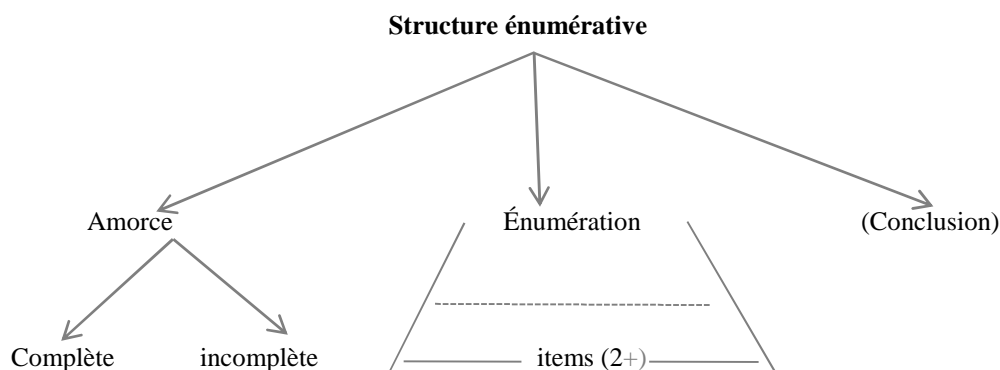 Structure énumérative
Amorce Énumération (Conclusion)
Complète incomplète items (2+)